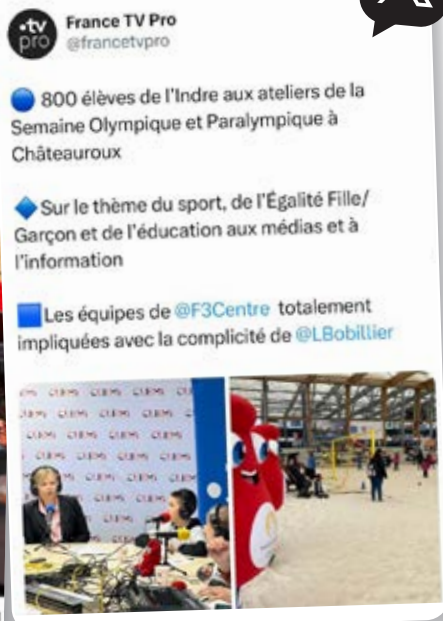 •tv
pro
France TV Pro
@francetvpro
800 élèves de l'Indre aux ateliers de la
Semaine Olympique et Paralympique à
Châteauroux
Sur le thème du sport, de l'Égalité Fille/
Garçon et de l'éducation aux médias et à
l'information
Les équipes de @F3Centre totalement
impliquées avec la complicité de @LBobillier